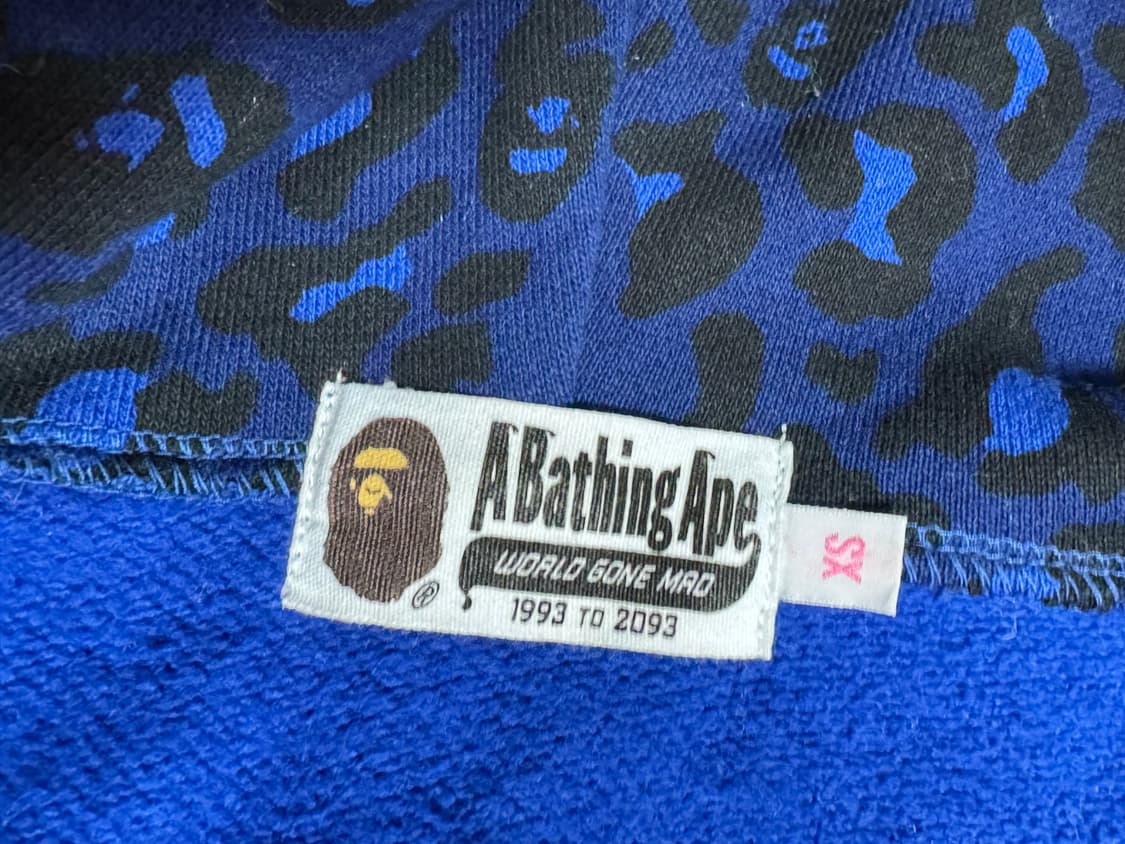 A Bathing Ape
WORLD GONE MAD
1993 TO 2093
®
XS